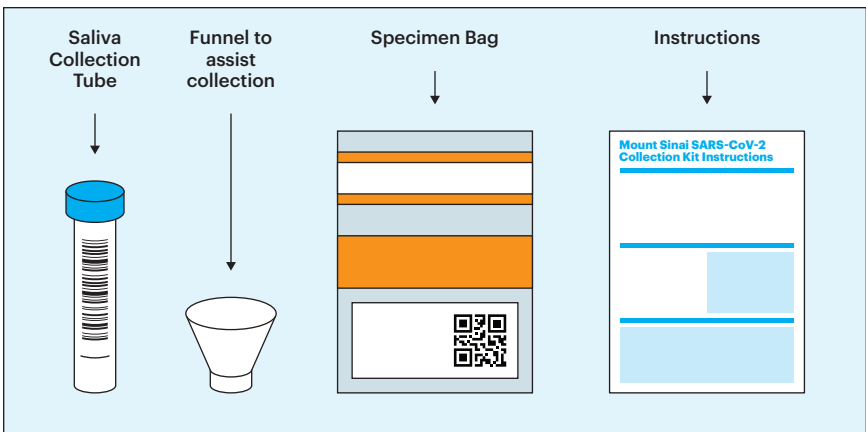 Saliva
Collection
Tube
Funnel to
assist
collection
Specimen Bag
Instructions
Mount Sinai SARS-CoV-2
Collection Kit Instructions